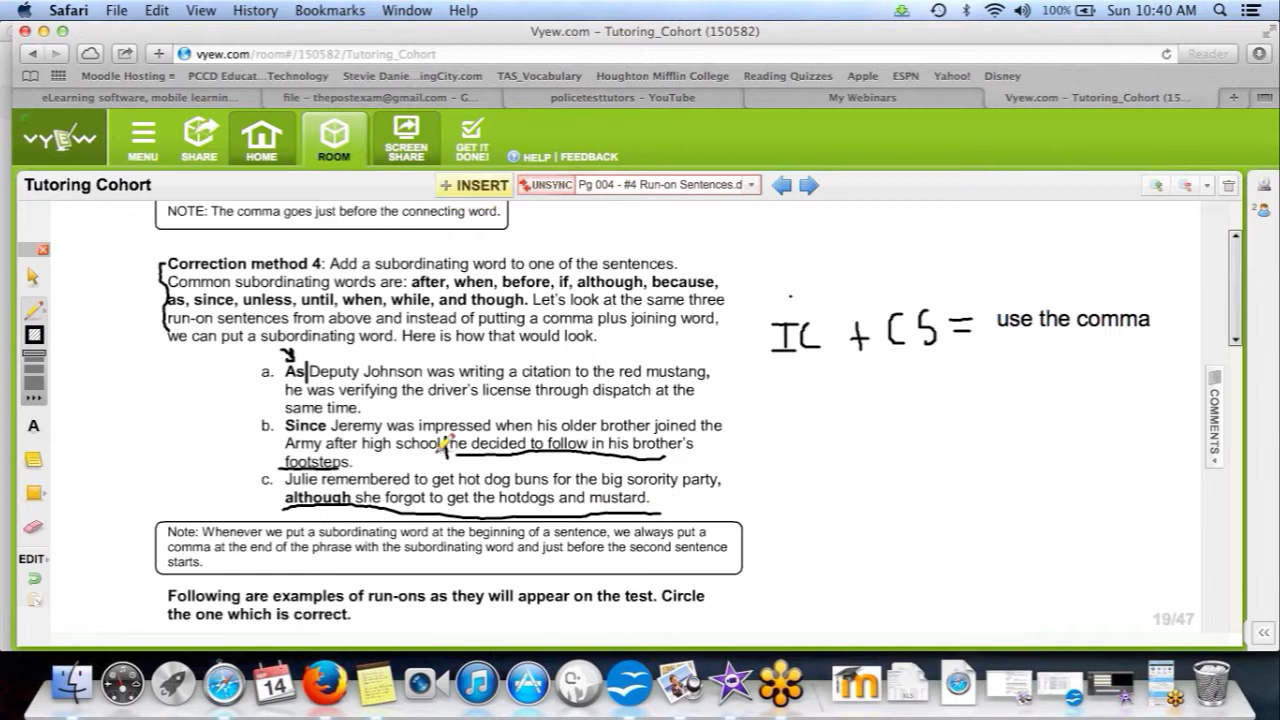 Safari File Edit View History Bookmarks Window Help 100% Sun 10:40 AM
Vyew.com – Tutoring_Cohort (150582)
vyew.com/room#/150582/Tutoring_Cohort Reader
Moodle Hosting PCCD Educat...Technology Stevie Danie...ingCity.com TAS_Vocabulary Houghton Mifflin College Reading Quizzes Apple ESPN Yahoo! Disney
eLearning software, mobile learnin... file – thepostexam@gmail.com – G... policetesttutors – YouTube My Webinars Vyew.com – Tutoring_Cohort (15...
VYEW MENU SHARE HOME ROOM SCREEN SHARE GET IT DONE! HELP | FEEDBACK
Tutoring Cohort + INSERT UNSYNC Pg 004 - #4 Run-on Sentences.d
2
NOTE: The comma goes just before the connecting word.
Correction method 4: Add a subordinating word to one of the sentences.
Common subordinating words are: after, when, before, if, although, because,
as, since, unless, until, when, while, and though. Let's look at the same three
run-on sentences from above and instead of putting a comma plus joining word,
we can put a subordinating word. Here is how that would look.
IC + CS = use the comma
a. As Deputy Johnson was writing a citation to the red mustang,
he was verifying the driver's license through dispatch at the
same time.
b. Since Jeremy was impressed when his older brother joined the
Army after high school, he decided to follow in his brother's
footsteps.
c. Julie remembered to get hot dog buns for the big sorority party,
although she forgot to get the hotdogs and mustard.
Note: Whenever we put a subordinating word at the beginning of a sentence, we always put a
comma at the end of the phrase with the subordinating word and just before the second sentence
starts.
Following are examples of run-ons as they will appear on the test. Circle
the one which is correct.
19/47
SYMBOLS
A
EDIT
JUL
14
XLS